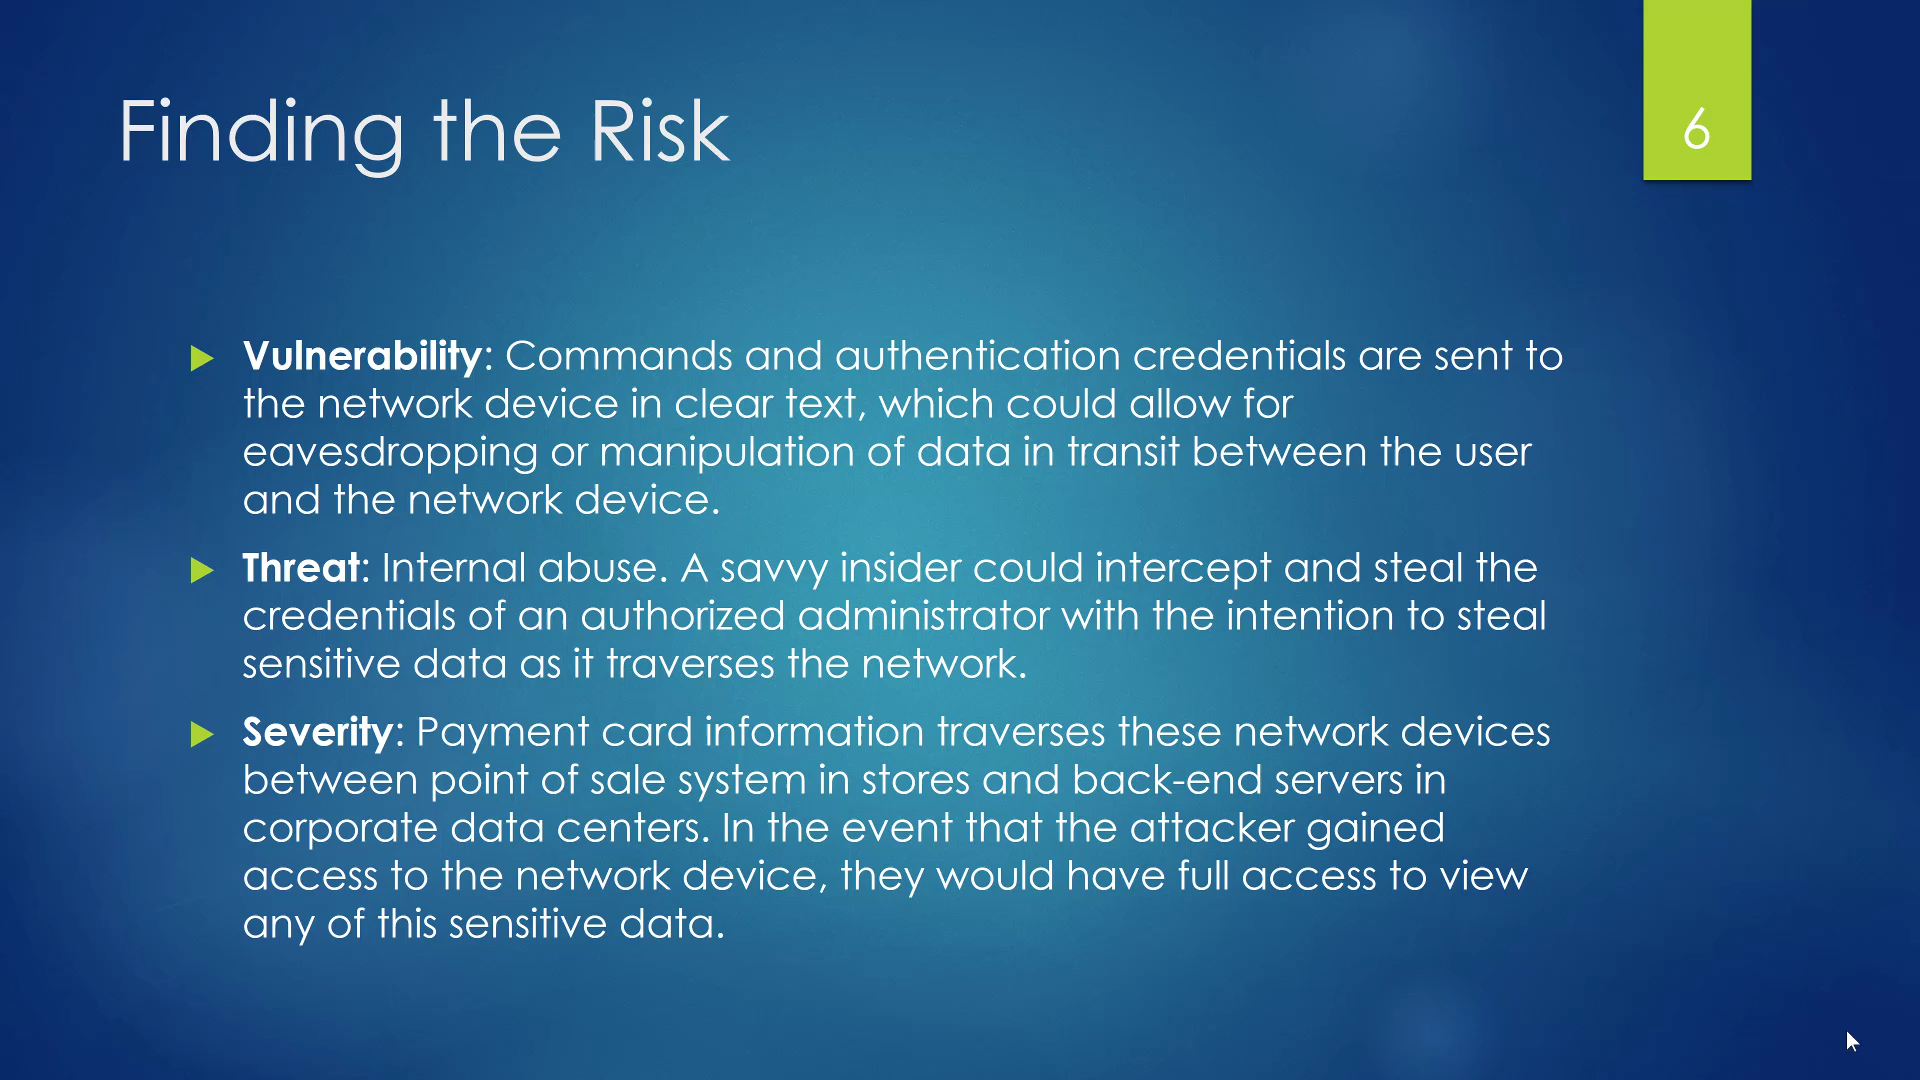 Finding the Risk
6
Vulnerability: Commands and authentication credentials are sent to
the network device in clear text, which could allow for
eavesdropping or manipulation of data in transit between the user
and the network device.
Threat: Internal abuse. A savvy insider could intercept and steal the
credentials of an authorized administrator with the intention to steal
sensitive data as it traverses the network.
Severity: Payment card information traverses these network devices
between point of sale system in stores and back-end servers in
corporate data centers. In the event that the attacker gained
access to the network device, they would have full access to view
any of this sensitive data.